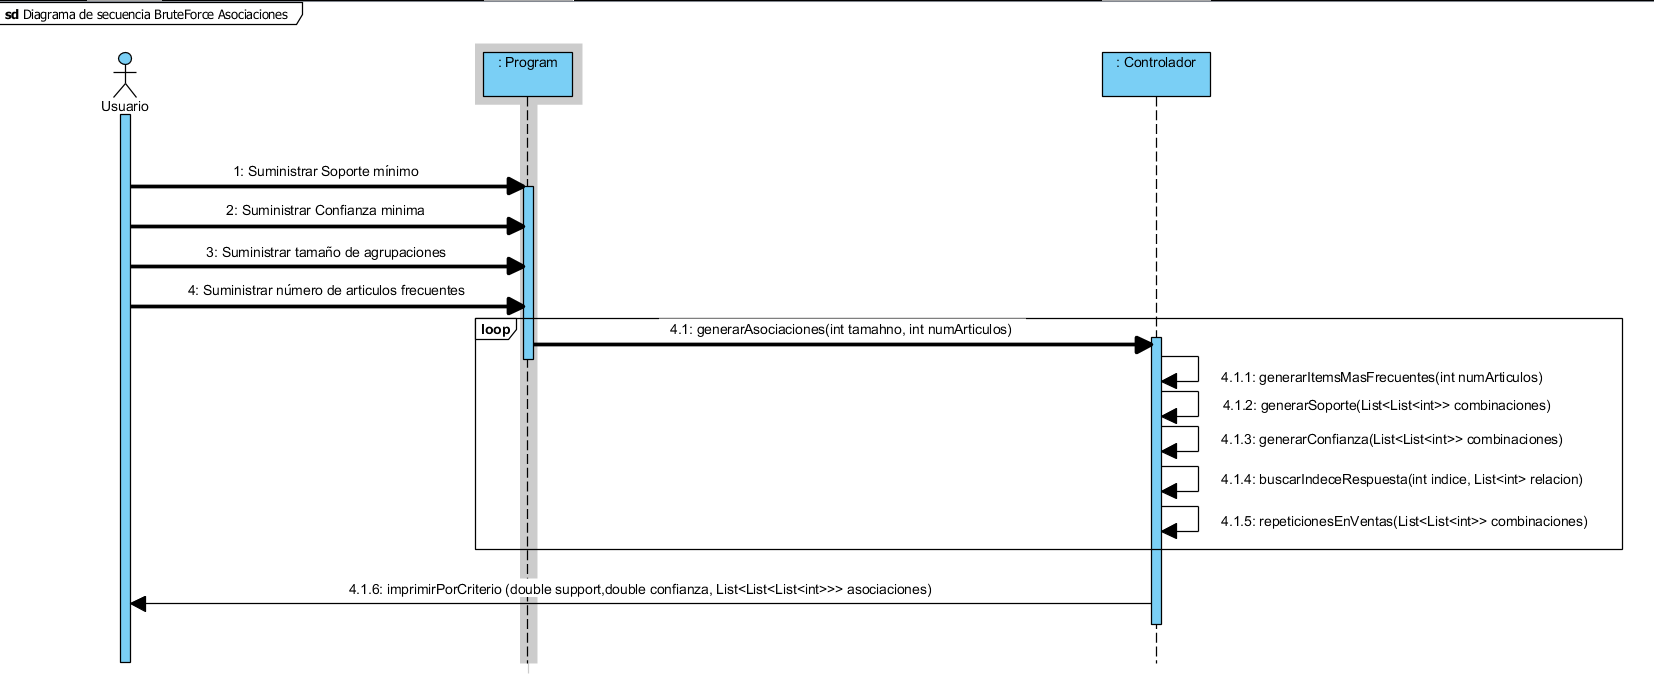 sd Diagrama de secuencia BruteForce Asociaciones
: Program
: Controlador
Usuario
1: Suministrar Soporte mínimo
2: Suministrar Confianza minima
3: Suministrar tamaño de agrupaciones
4: Suministrar número de articulos frecuentes
loop
4.1: generarAsociaciones(int tamahno, int numArticulos)
4.1.1: generarItemsMasFrecuentes(int numArticulos)
4.1.2: generarSoporte(List<List<int>> combinaciones)
4.1.3: generarConfianza(List<List<int>> combinaciones)
4.1.4: buscarIndeceRespuesta(int indice, List<int> relacion)
4.1.5: repeticionesEnVentas(List<List<int>> combinaciones)
4.1.6: imprimirPorCriterio (double support,double confianza, List<List<List<int>>> asociaciones)